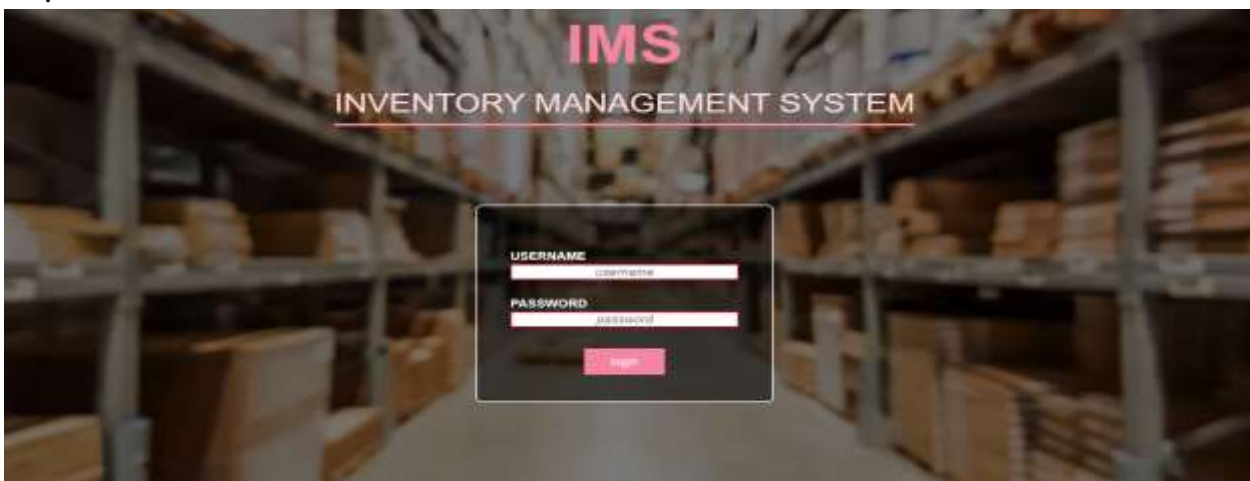 IMS
INVENTORY MANAGEMENT SYSTEM
USERNAME
username
PASSWORD
password
login